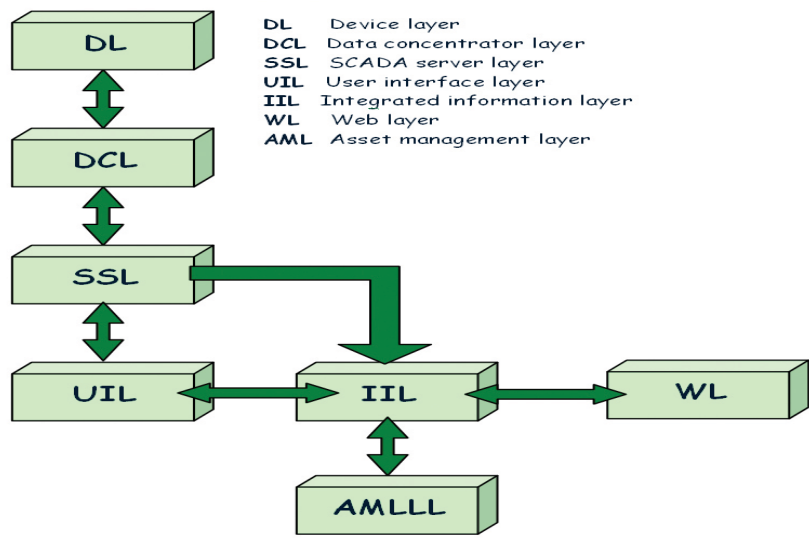 DL
DL Device layer
DCL Data concentrator layer
SSL SCADA server layer
UIL User interface layer
IIL Integrated information layer
WL Web layer
AML Asset management layer
DCL
SSL
UIL
IIL
WL
AMLLL